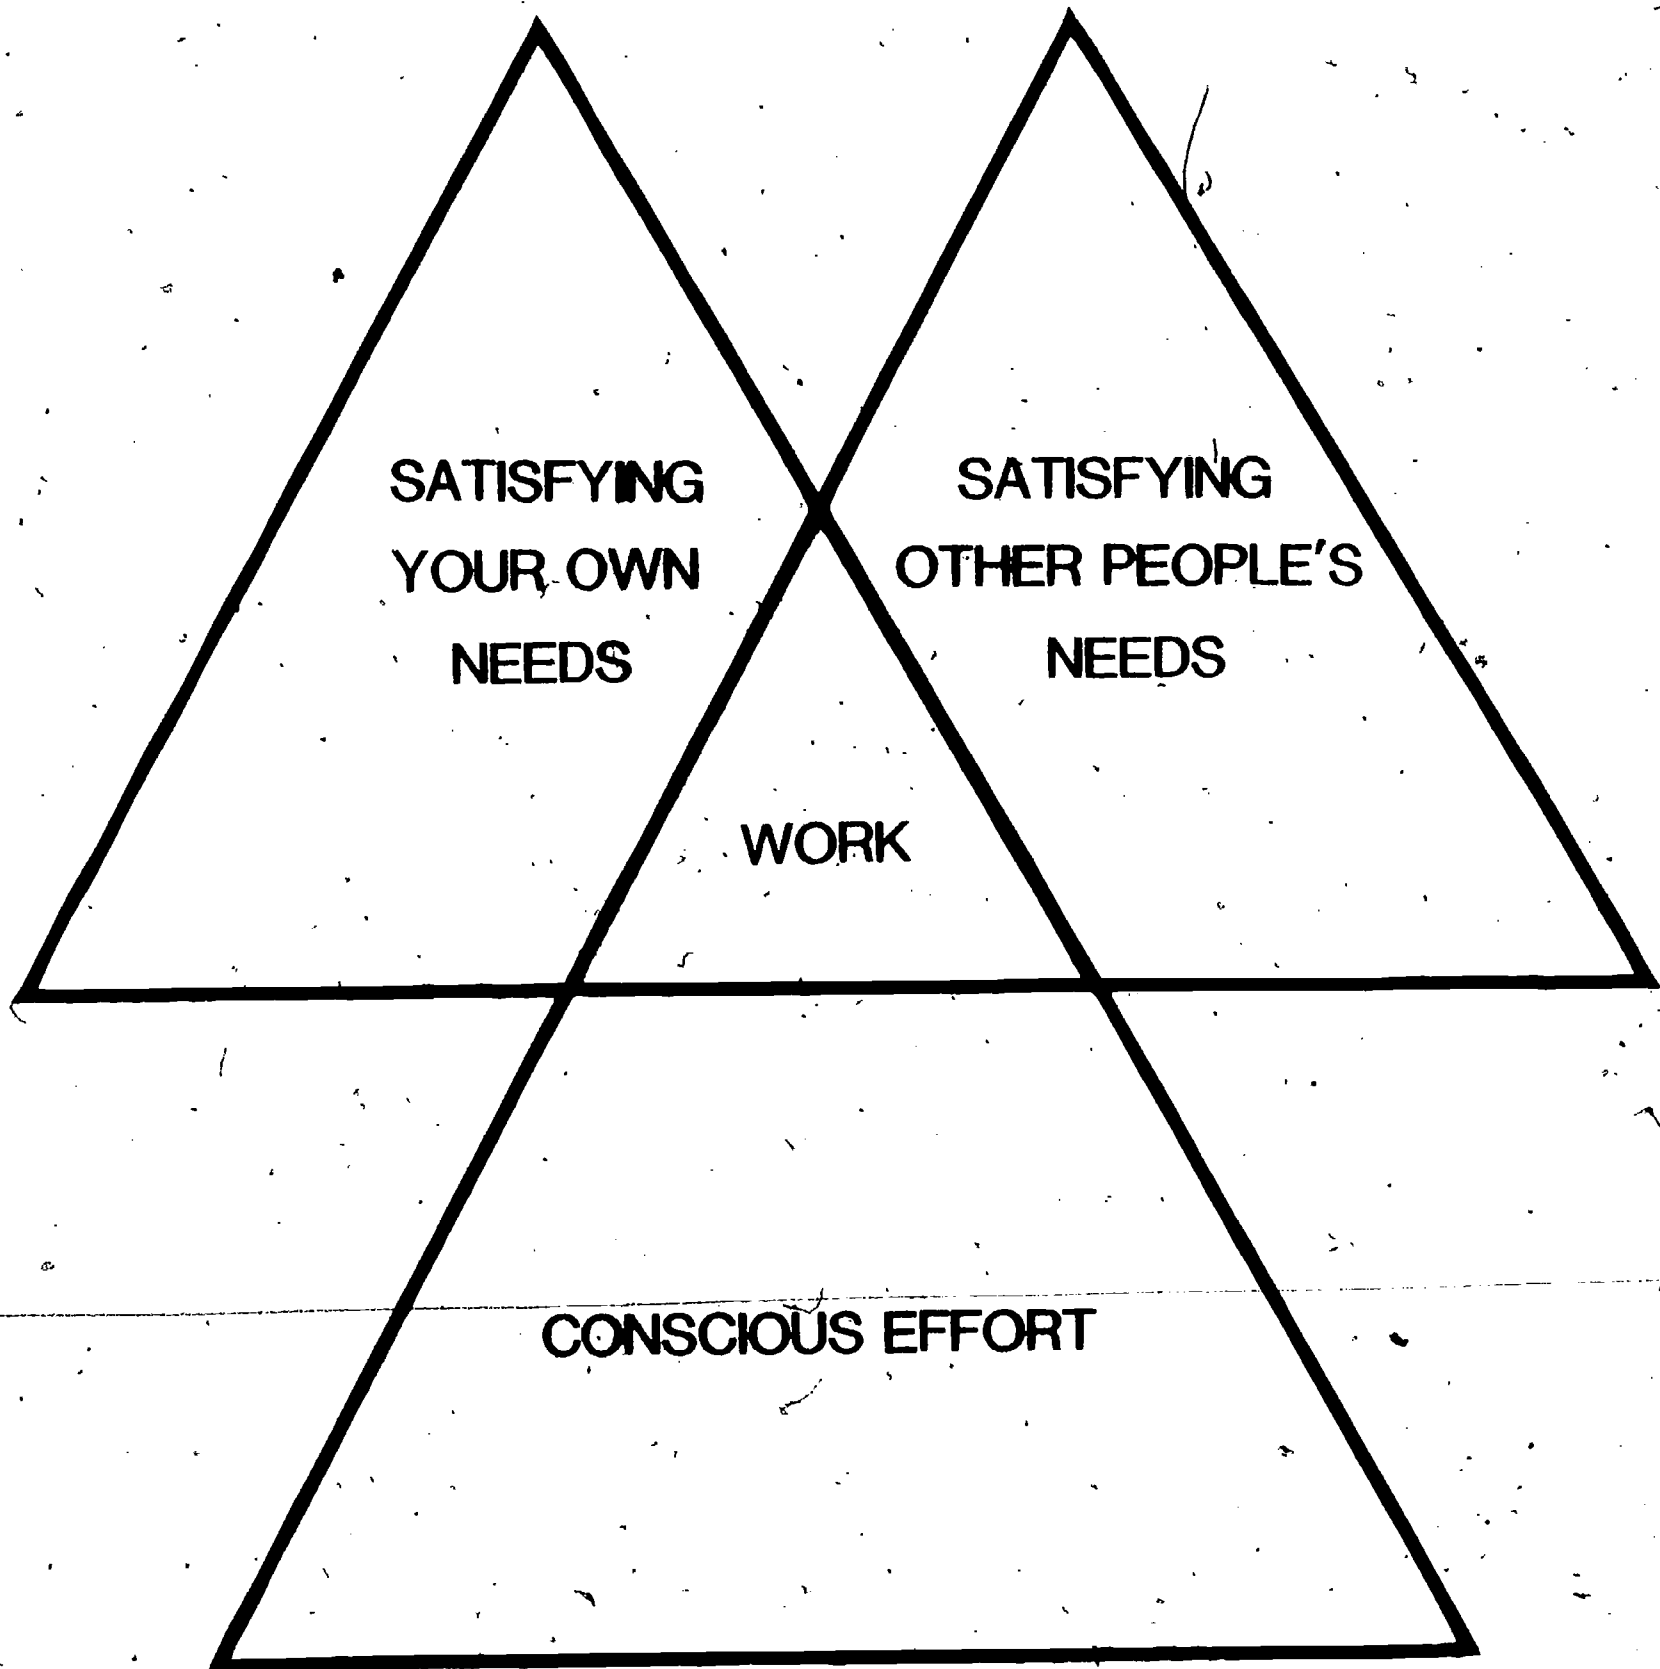 SATISFYING
YOUR OWN
NEEDS
SATISFYING
OTHER PEOPLE'S
NEEDS
WORK
CONSCIOUS EFFORT